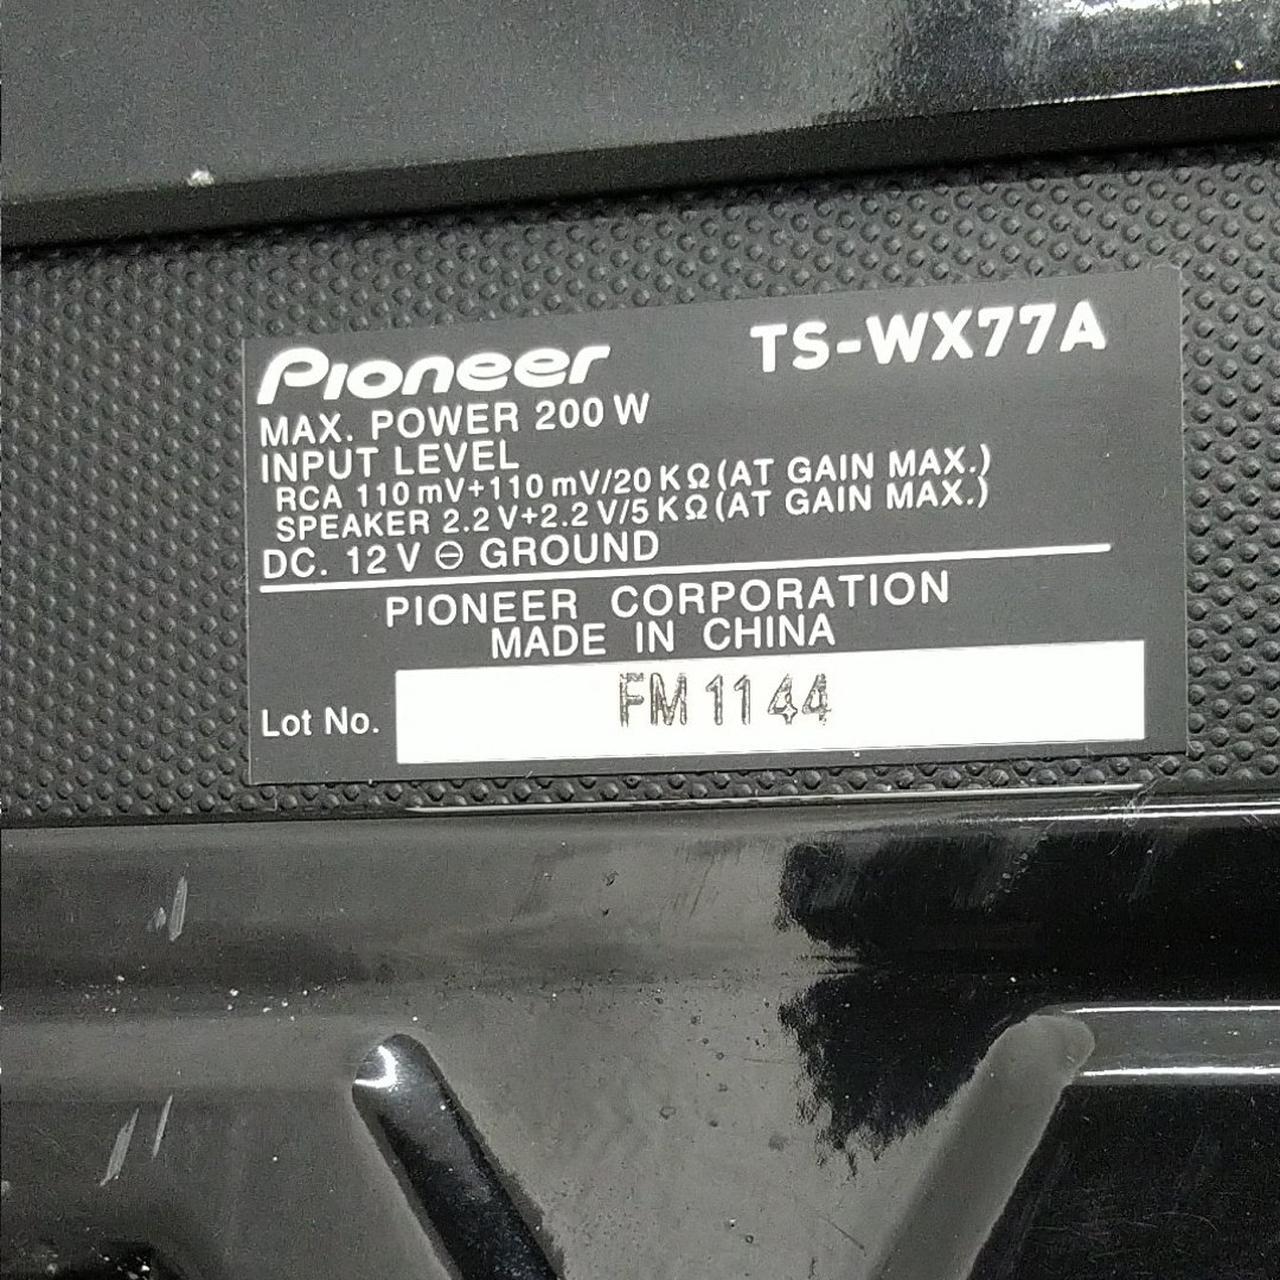 Pioneer TS-WX77A
MAX. POWER 200 W
INPUT LEVEL
RCA 110 mV+110 mV/20 KΩ (AT GAIN MAX.)
SPEAKER 2.2 V+2.2 V/5 KΩ (AT GAIN MAX.)
DC. 12 V ⊖ GROUND
PIONEER CORPORATION
MADE IN CHINA
Lot No. FM1144